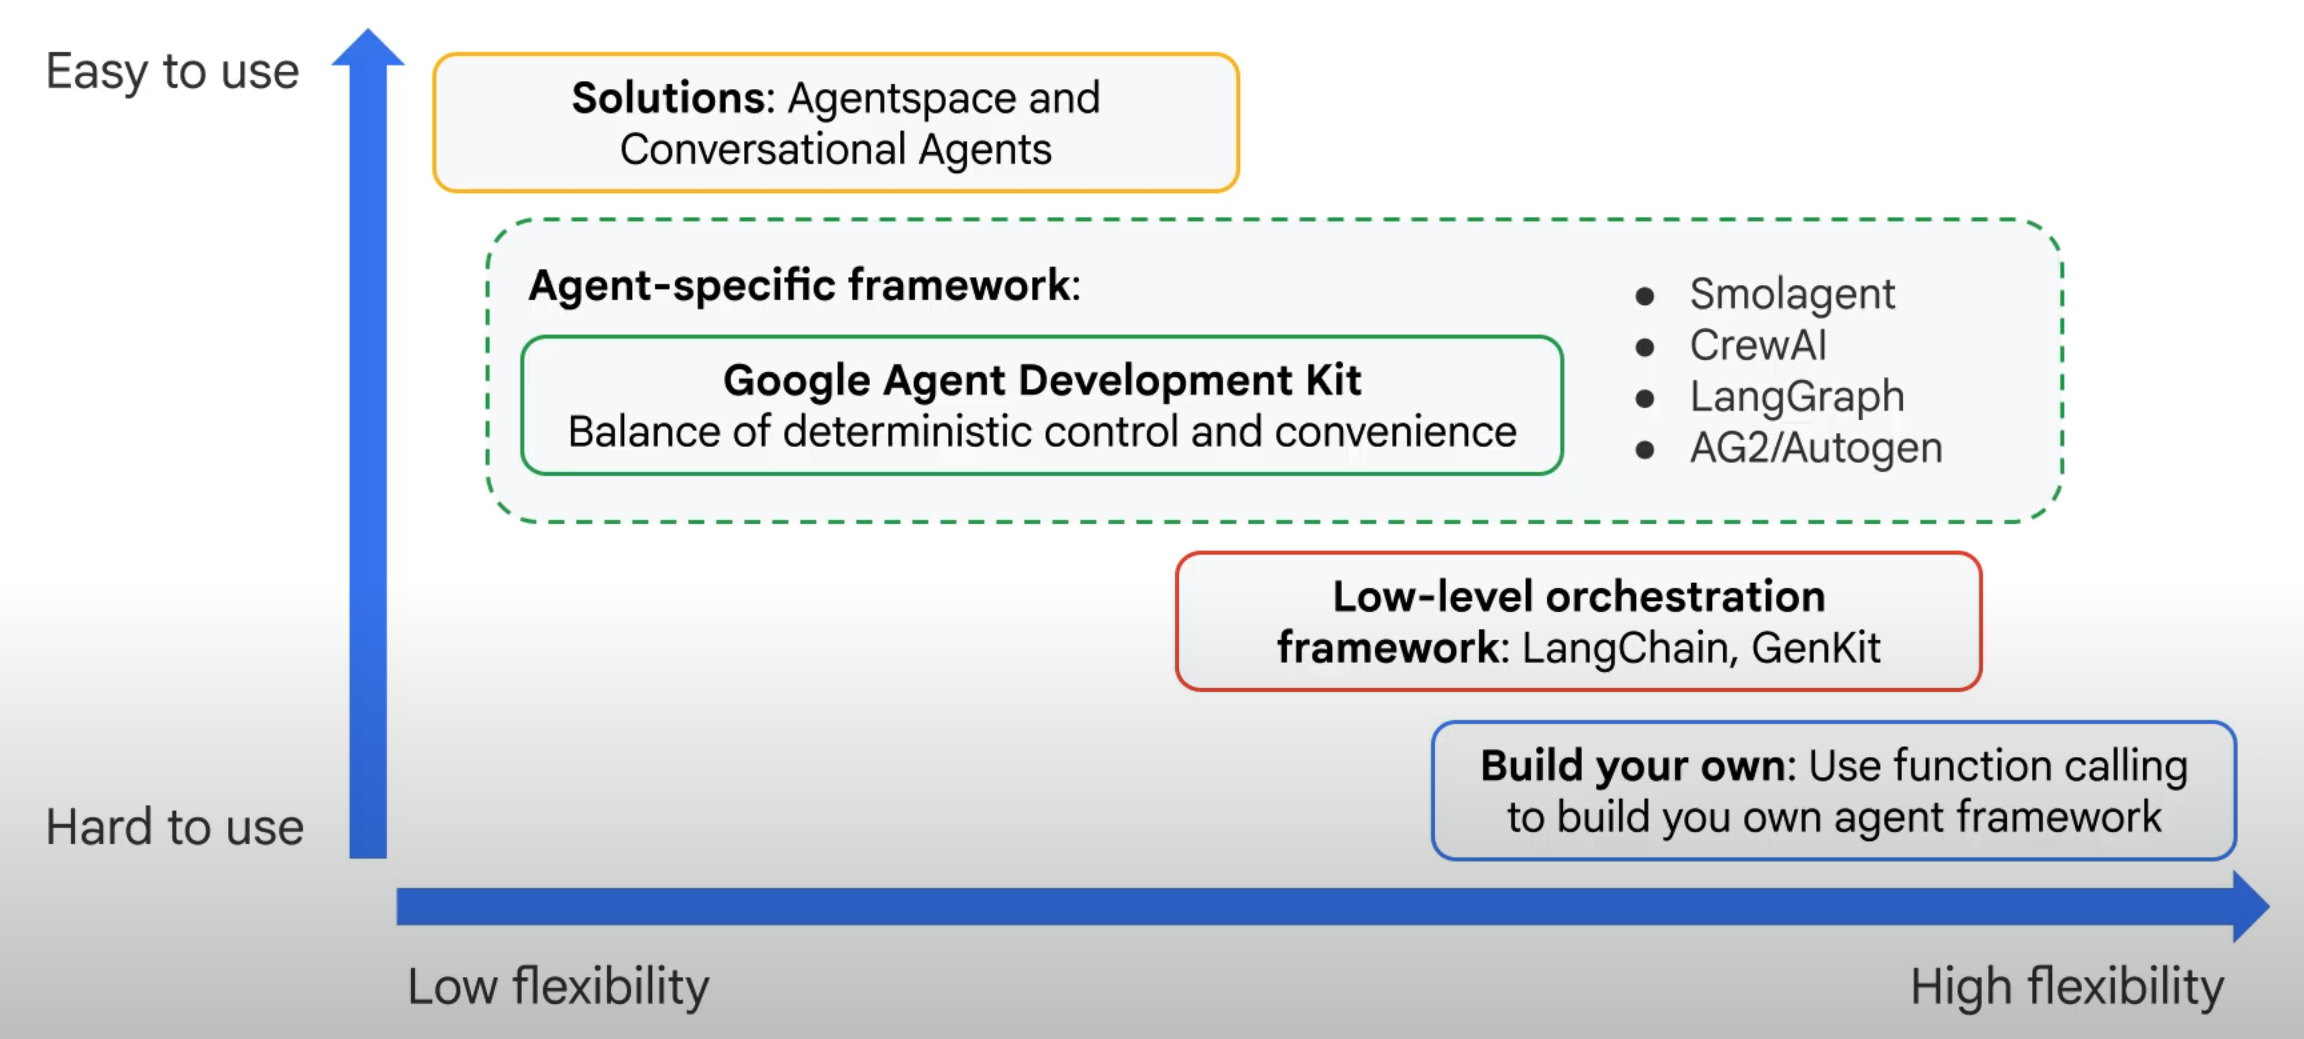 Easy to use
Solutions: Agentspace and
Conversational Agents
Agent-specific framework:
Google Agent Development Kit
Balance of deterministic control and convenience
● Smolagent
● CrewAI
● LangGraph
● AG2/Autogen
Low-level orchestration
framework: LangChain, GenKit
Build your own: Use function calling
to build you own agent framework
Hard to use
Low flexibility
High flexibility